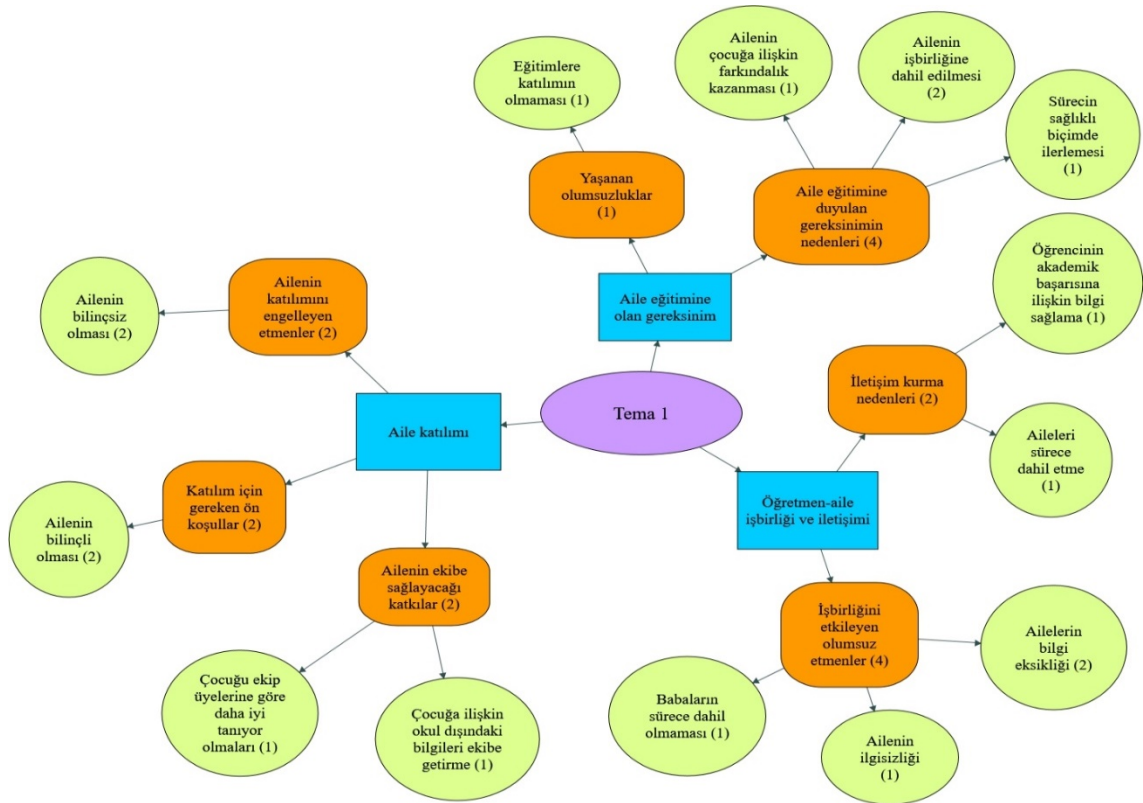 Ailenin
çocuğa ilişkin
farkındalık
kazanması (1)
Ailenin
işbirliğine
dahil edilmesi
(2)
Eğitimlere
katılımın
olmaması (1)
Sürecin
sağlıklı
biçimde
ilerlemesi
(1)
Yaşanan
olumsuzluklar
(1)
Aile eğitimine
duyulan
gereksinimin
nedenleri (4)
Öğrencinin
akademik
başarısına
ilişkin bilgi
sağlama (1)
Ailenin
bilinçsiz
olması (2)
Ailenin
katılımını
engelleyen
etmenler (2)
Aile eğitimine
olan gereksinim
İletişim kurma
nedenleri (2)
Aile katılımı
Tema 1
Aileleri
sürece
dahil etme
(1)
Ailenin
bilinçli
olması (2)
Katılım için
gereken ön
koşullar (2)
Öğretmen-aile
işbirliği ve iletişimi
Ailenin ekibe
sağlayacağı
katkılar (2)
İşbirliğini
etkileyen
olumsuz
etmenler (4)
Ailelerin
bilgi
eksikliği (2)
Çocuğu ekip
üyelerine göre
daha iyi
tanıyor
olmaları (1)
Çocuğa ilişkin
okul dışındaki
bilgileri ekibe
getirme (1)
Babaların
sürece dahil
olmaması (1)
Ailenin
ilgisizliği
(1)